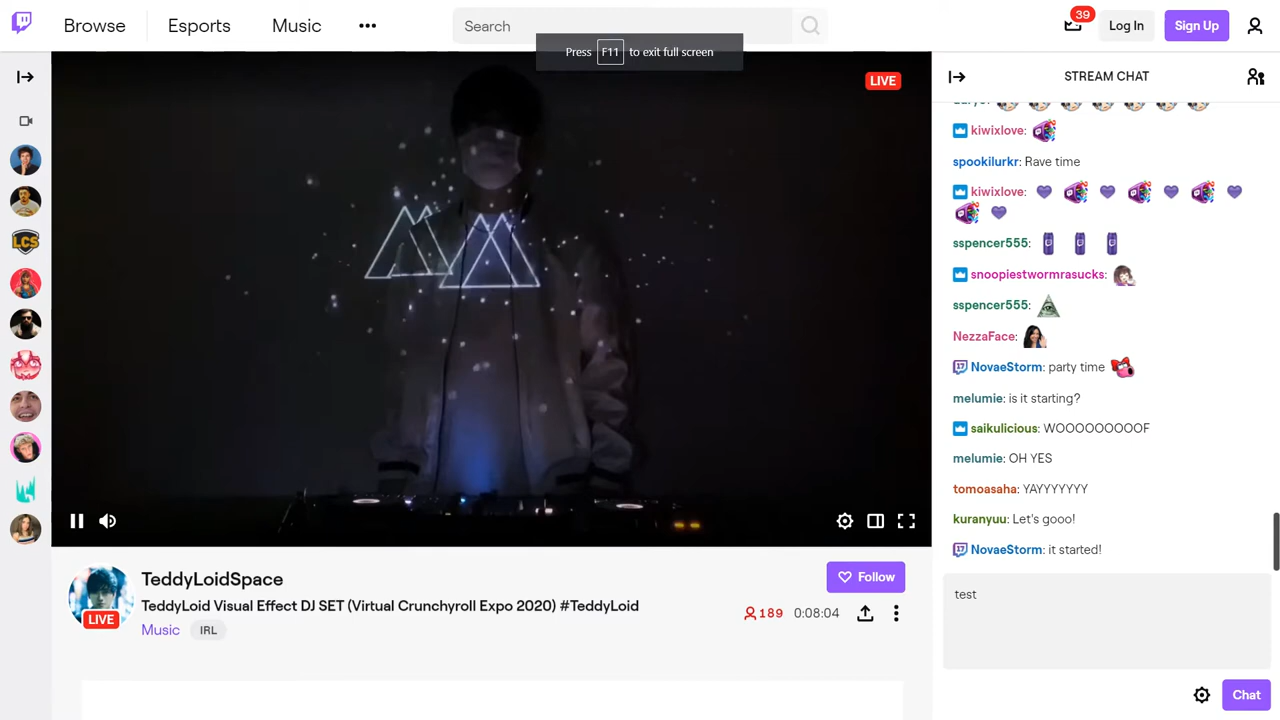 Browse
Esports
Music
Search
39
Log In
Sign Up
Press F11 to exit full screen
LIVE
STREAM CHAT
kiwixlove:
spookilurkr: Rave time
kiwixlove:
sspencer555:
snoopiestwormrasucks:
sspencer555:
NezzaFace:
NovaeStorm: party time
melumie: is it starting?
saikulicious: WOOOOOOOOOF
melumie: OH YES
tomoasaha: YAYYYYYYY
kuranyuu: Let's gooo!
NovaeStorm: it started!
LCS
TeddyLoidSpace
Follow
TeddyLoid Visual Effect DJ SET (Virtual Crunchyroll Expo 2020) #TeddyLoid
189
0:08:04
LIVE
Music
IRL
test
Chat